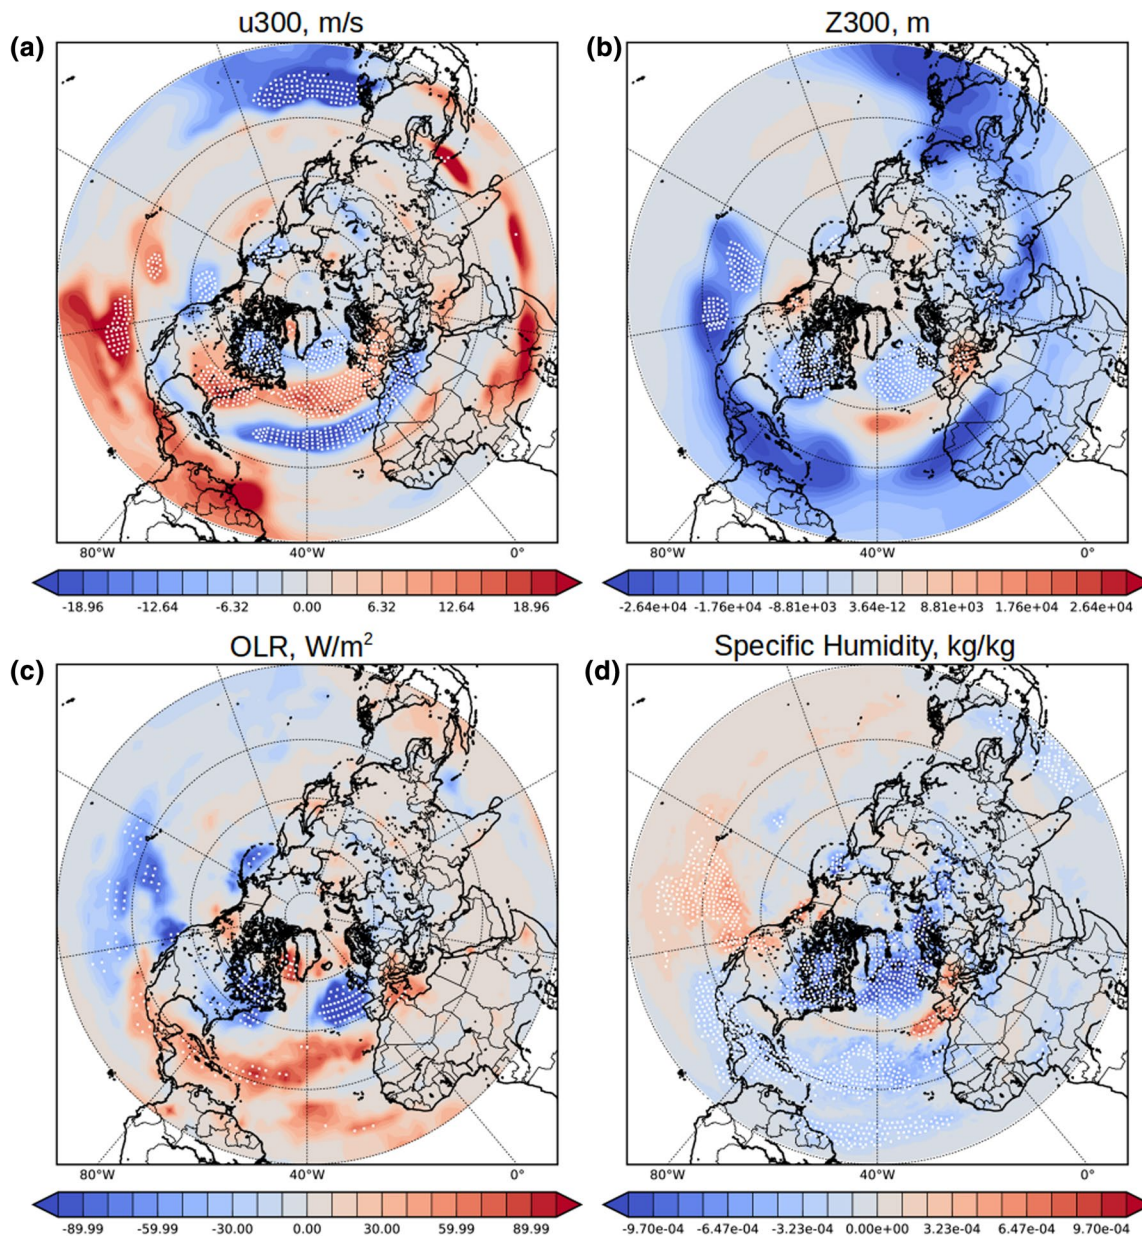 (a) u300, m/s
(b) Z300, m
80°W 40°W 0°
80°W 40°W 0°
-18.96 -12.64 -6.32 0.00 6.32 12.64 18.96
-2.64e+04 -1.76e+04 -8.81e+03 3.64e-12 8.81e+03 1.76e+04 2.64e+04
(c) OLR, W/m²
(d) Specific Humidity, kg/kg
80°W 40°W 0°
80°W 40°W 0°
-89.99 -59.99 -30.00 0.00 30.00 59.99 89.99
-9.70e-04 -6.47e-04 -3.23e-04 0.00e+00 3.23e-04 6.47e-04 9.70e-04